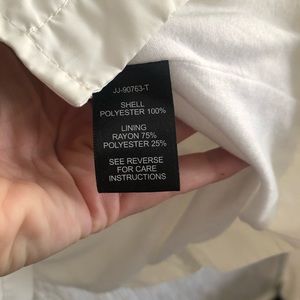 JJ-90763-T
SHELL
POLYESTER 100%
LINING
RAYON 75%
POLYESTER 25%
SEE REVERSE
FOR CARE
INSTRUCTIONS